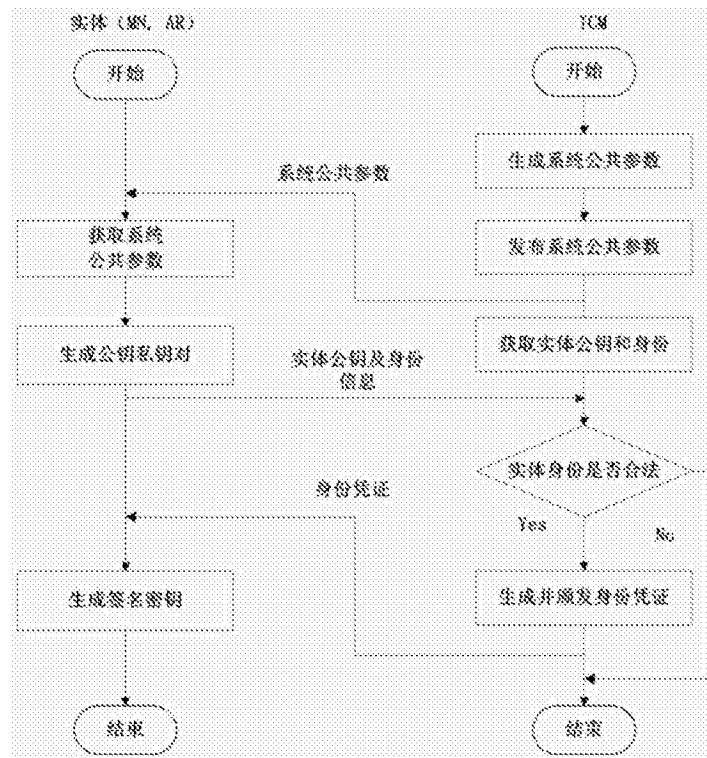 实体（MN, AR）
TCM
开始
开始
生成系统公共参数
系统公共参数
获取系统
公共参数
发布系统公共参数
生成公钥私钥对
获取实体公钥和身份
实体公钥及身份
信息
实体身份是否合法
身份凭证
Yes
No
生成签名密钥
生成并颁发身份凭证
结束
结束